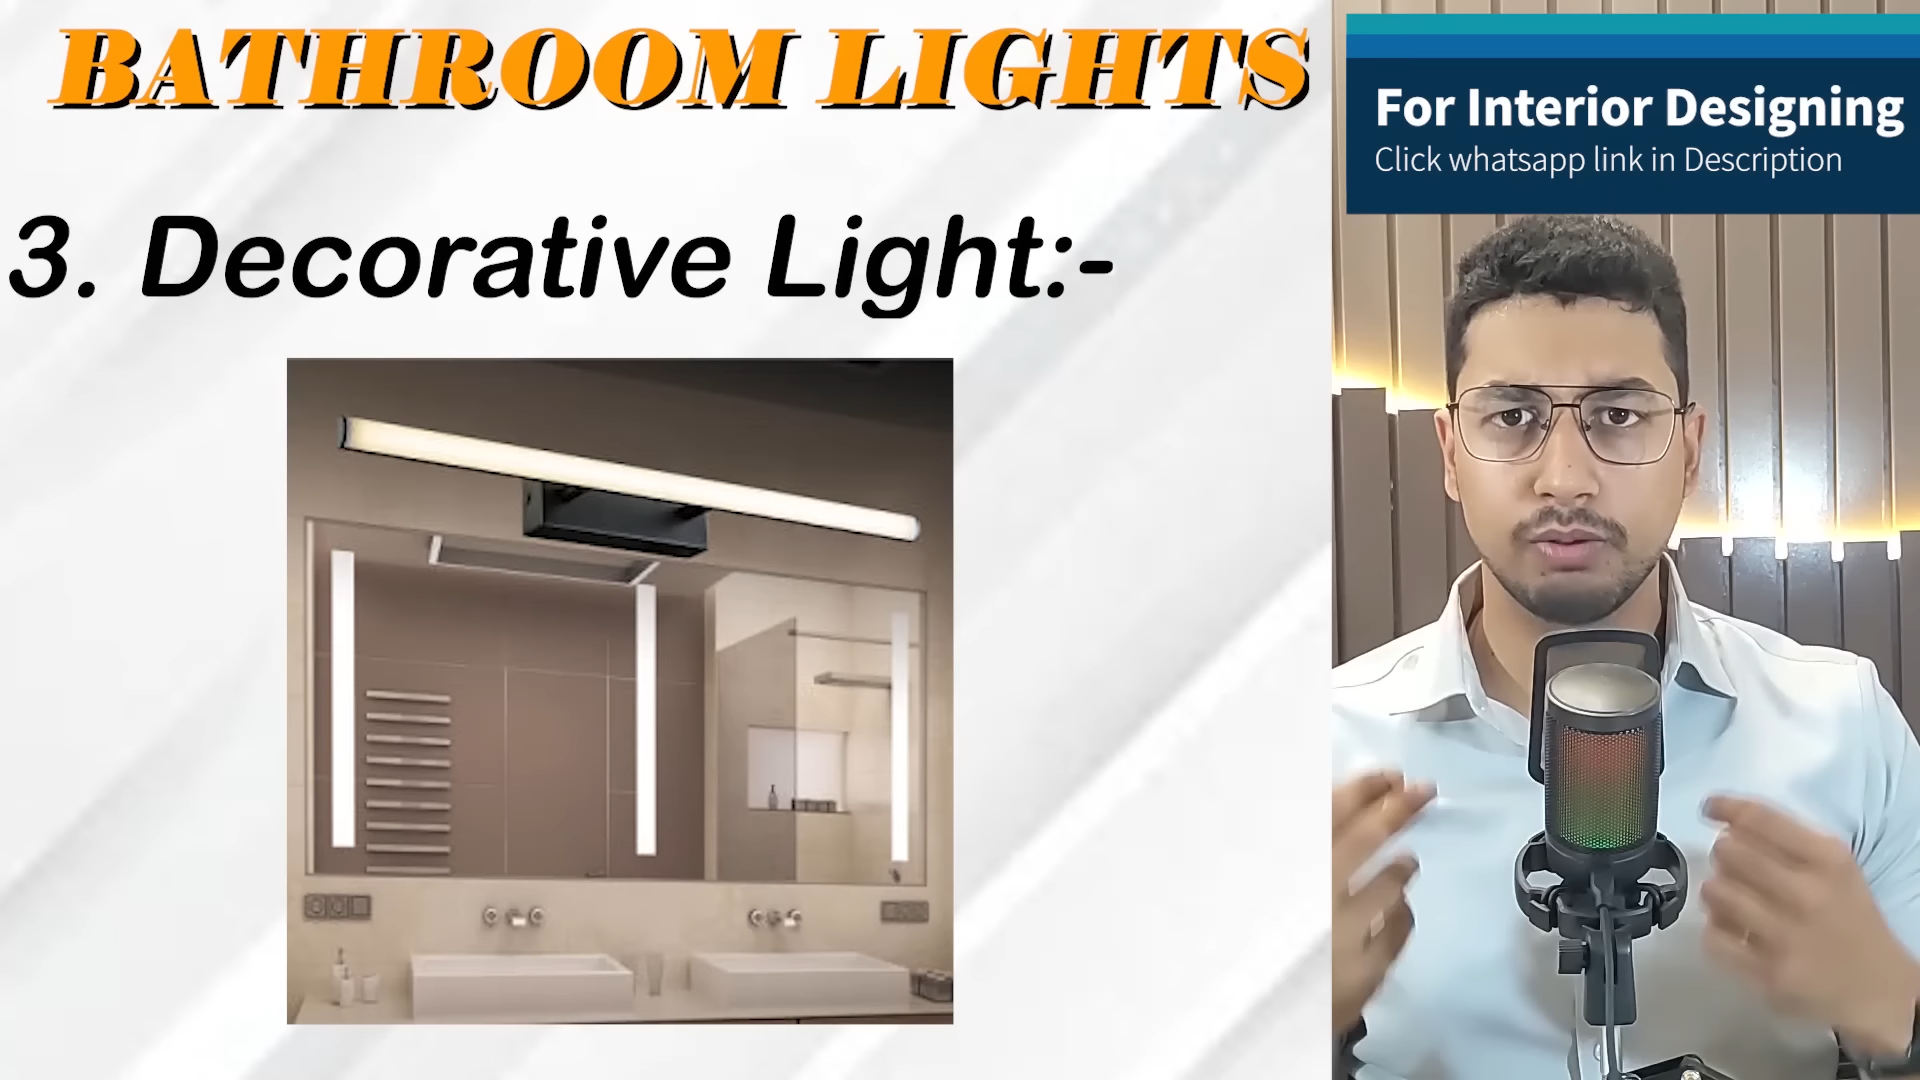 BATHROOM LIGHTS
For Interior Designing
Click whatsapp link in Description
3. Decorative Light:-